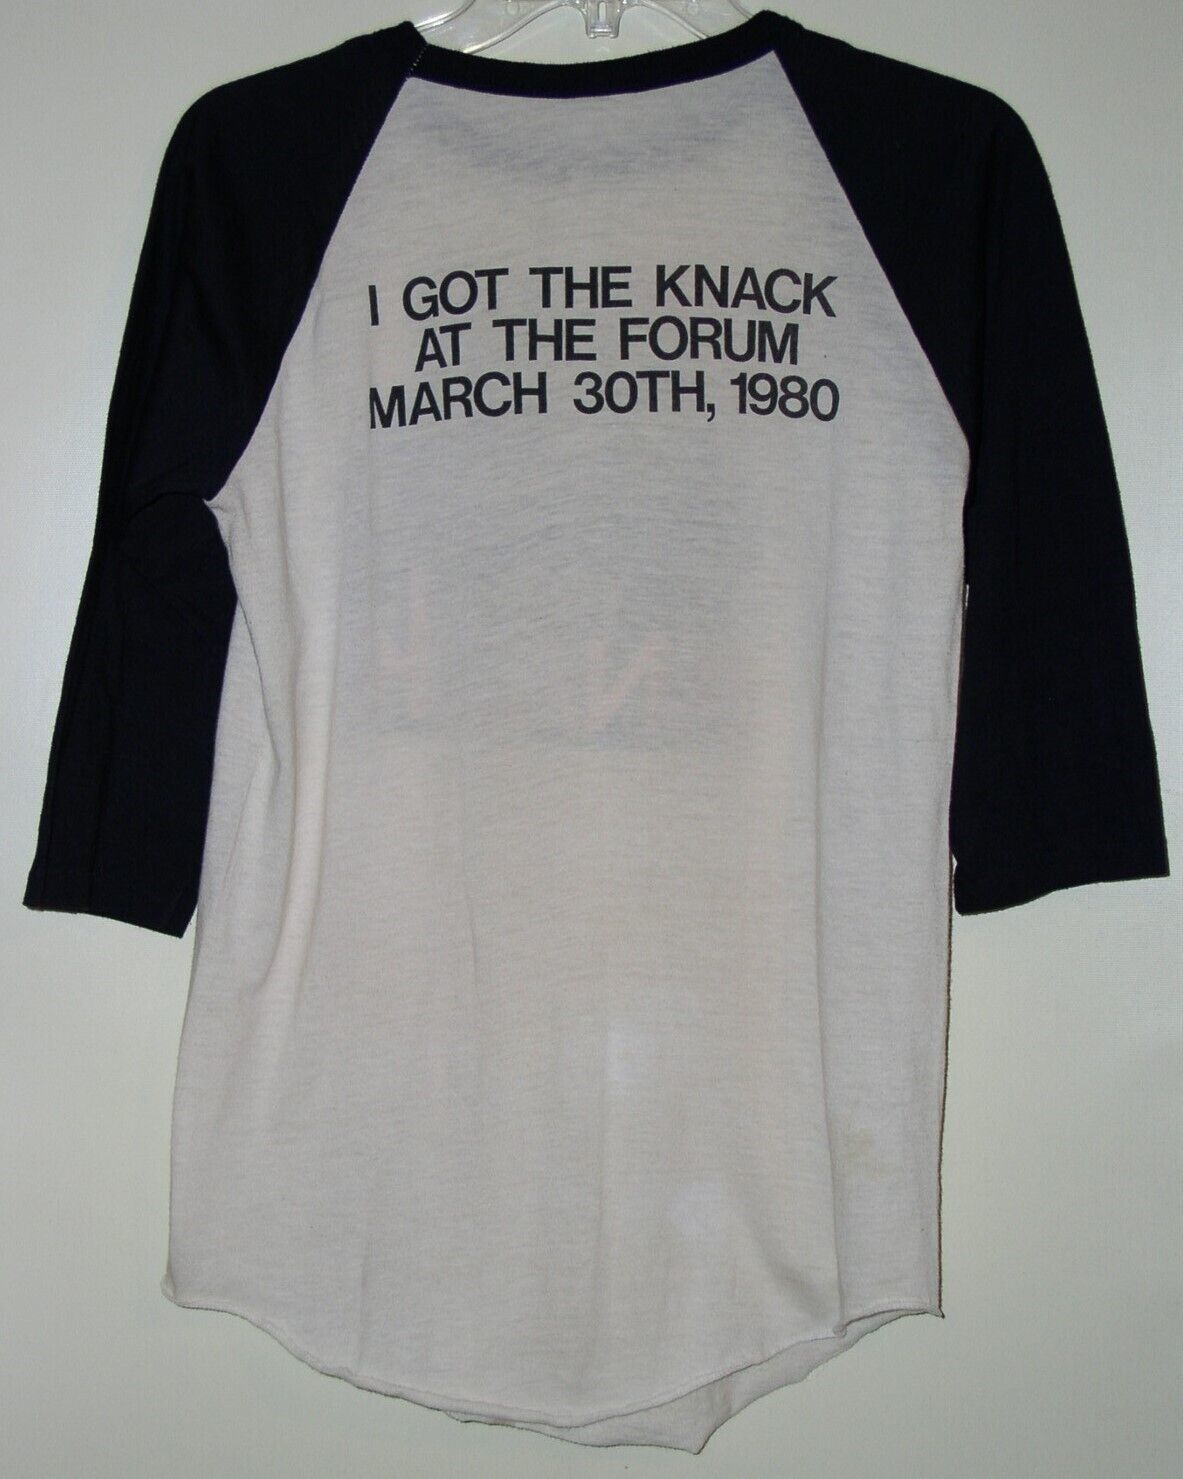 I GOT THE KNACK
AT THE FORUM
MARCH 30TH, 1980